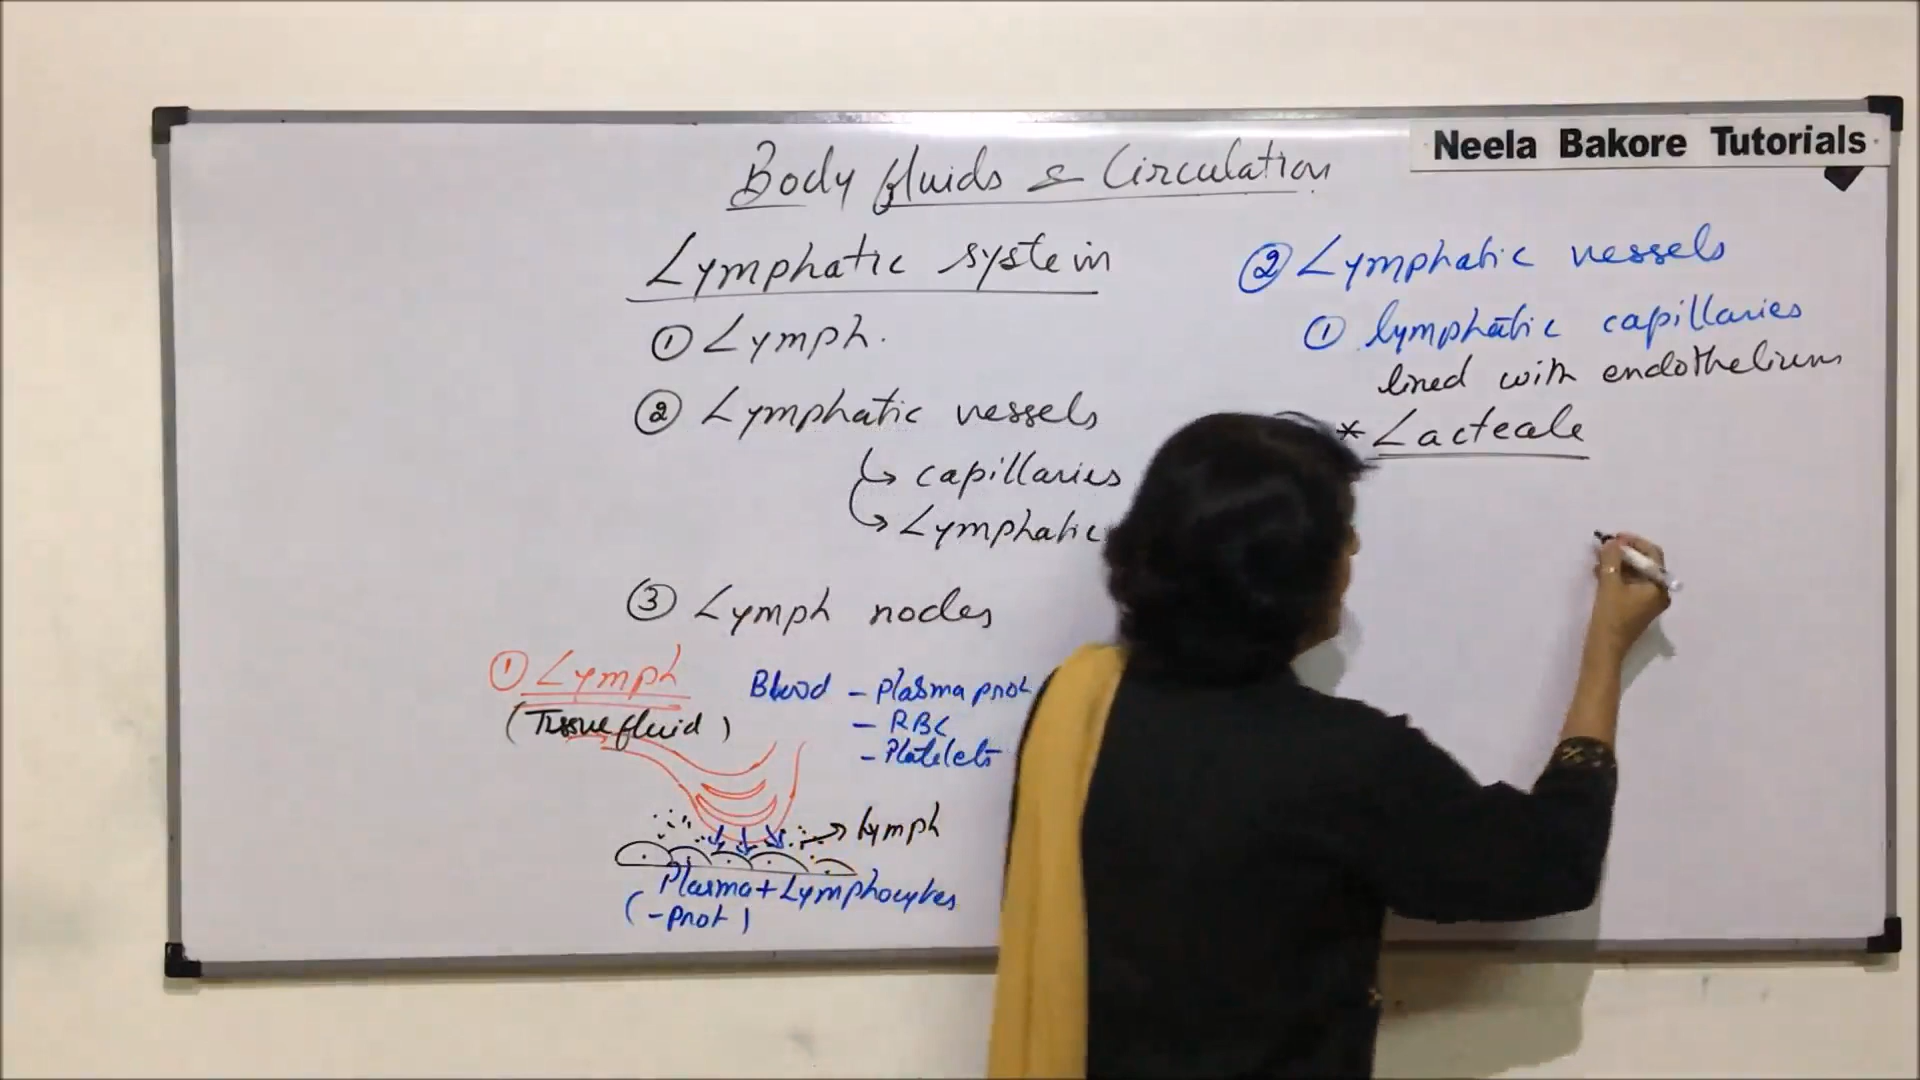 Neela Bakore Tutorials
Body fluids & Circulation
Lymphatic system
① Lymph.
② Lymphatic vessels
↳ capillaries
↳ Lymphatic
③ Lymph nodes
① Lymph
(Tissue fluid)
Blood - Plasma prot
- RBC
- Platelets
→ lymph
Plasma + Lymphocytes
(-prot)
② Lymphatic vessels
① lymphatic capillaries
lined with endothelium
* Lacteale